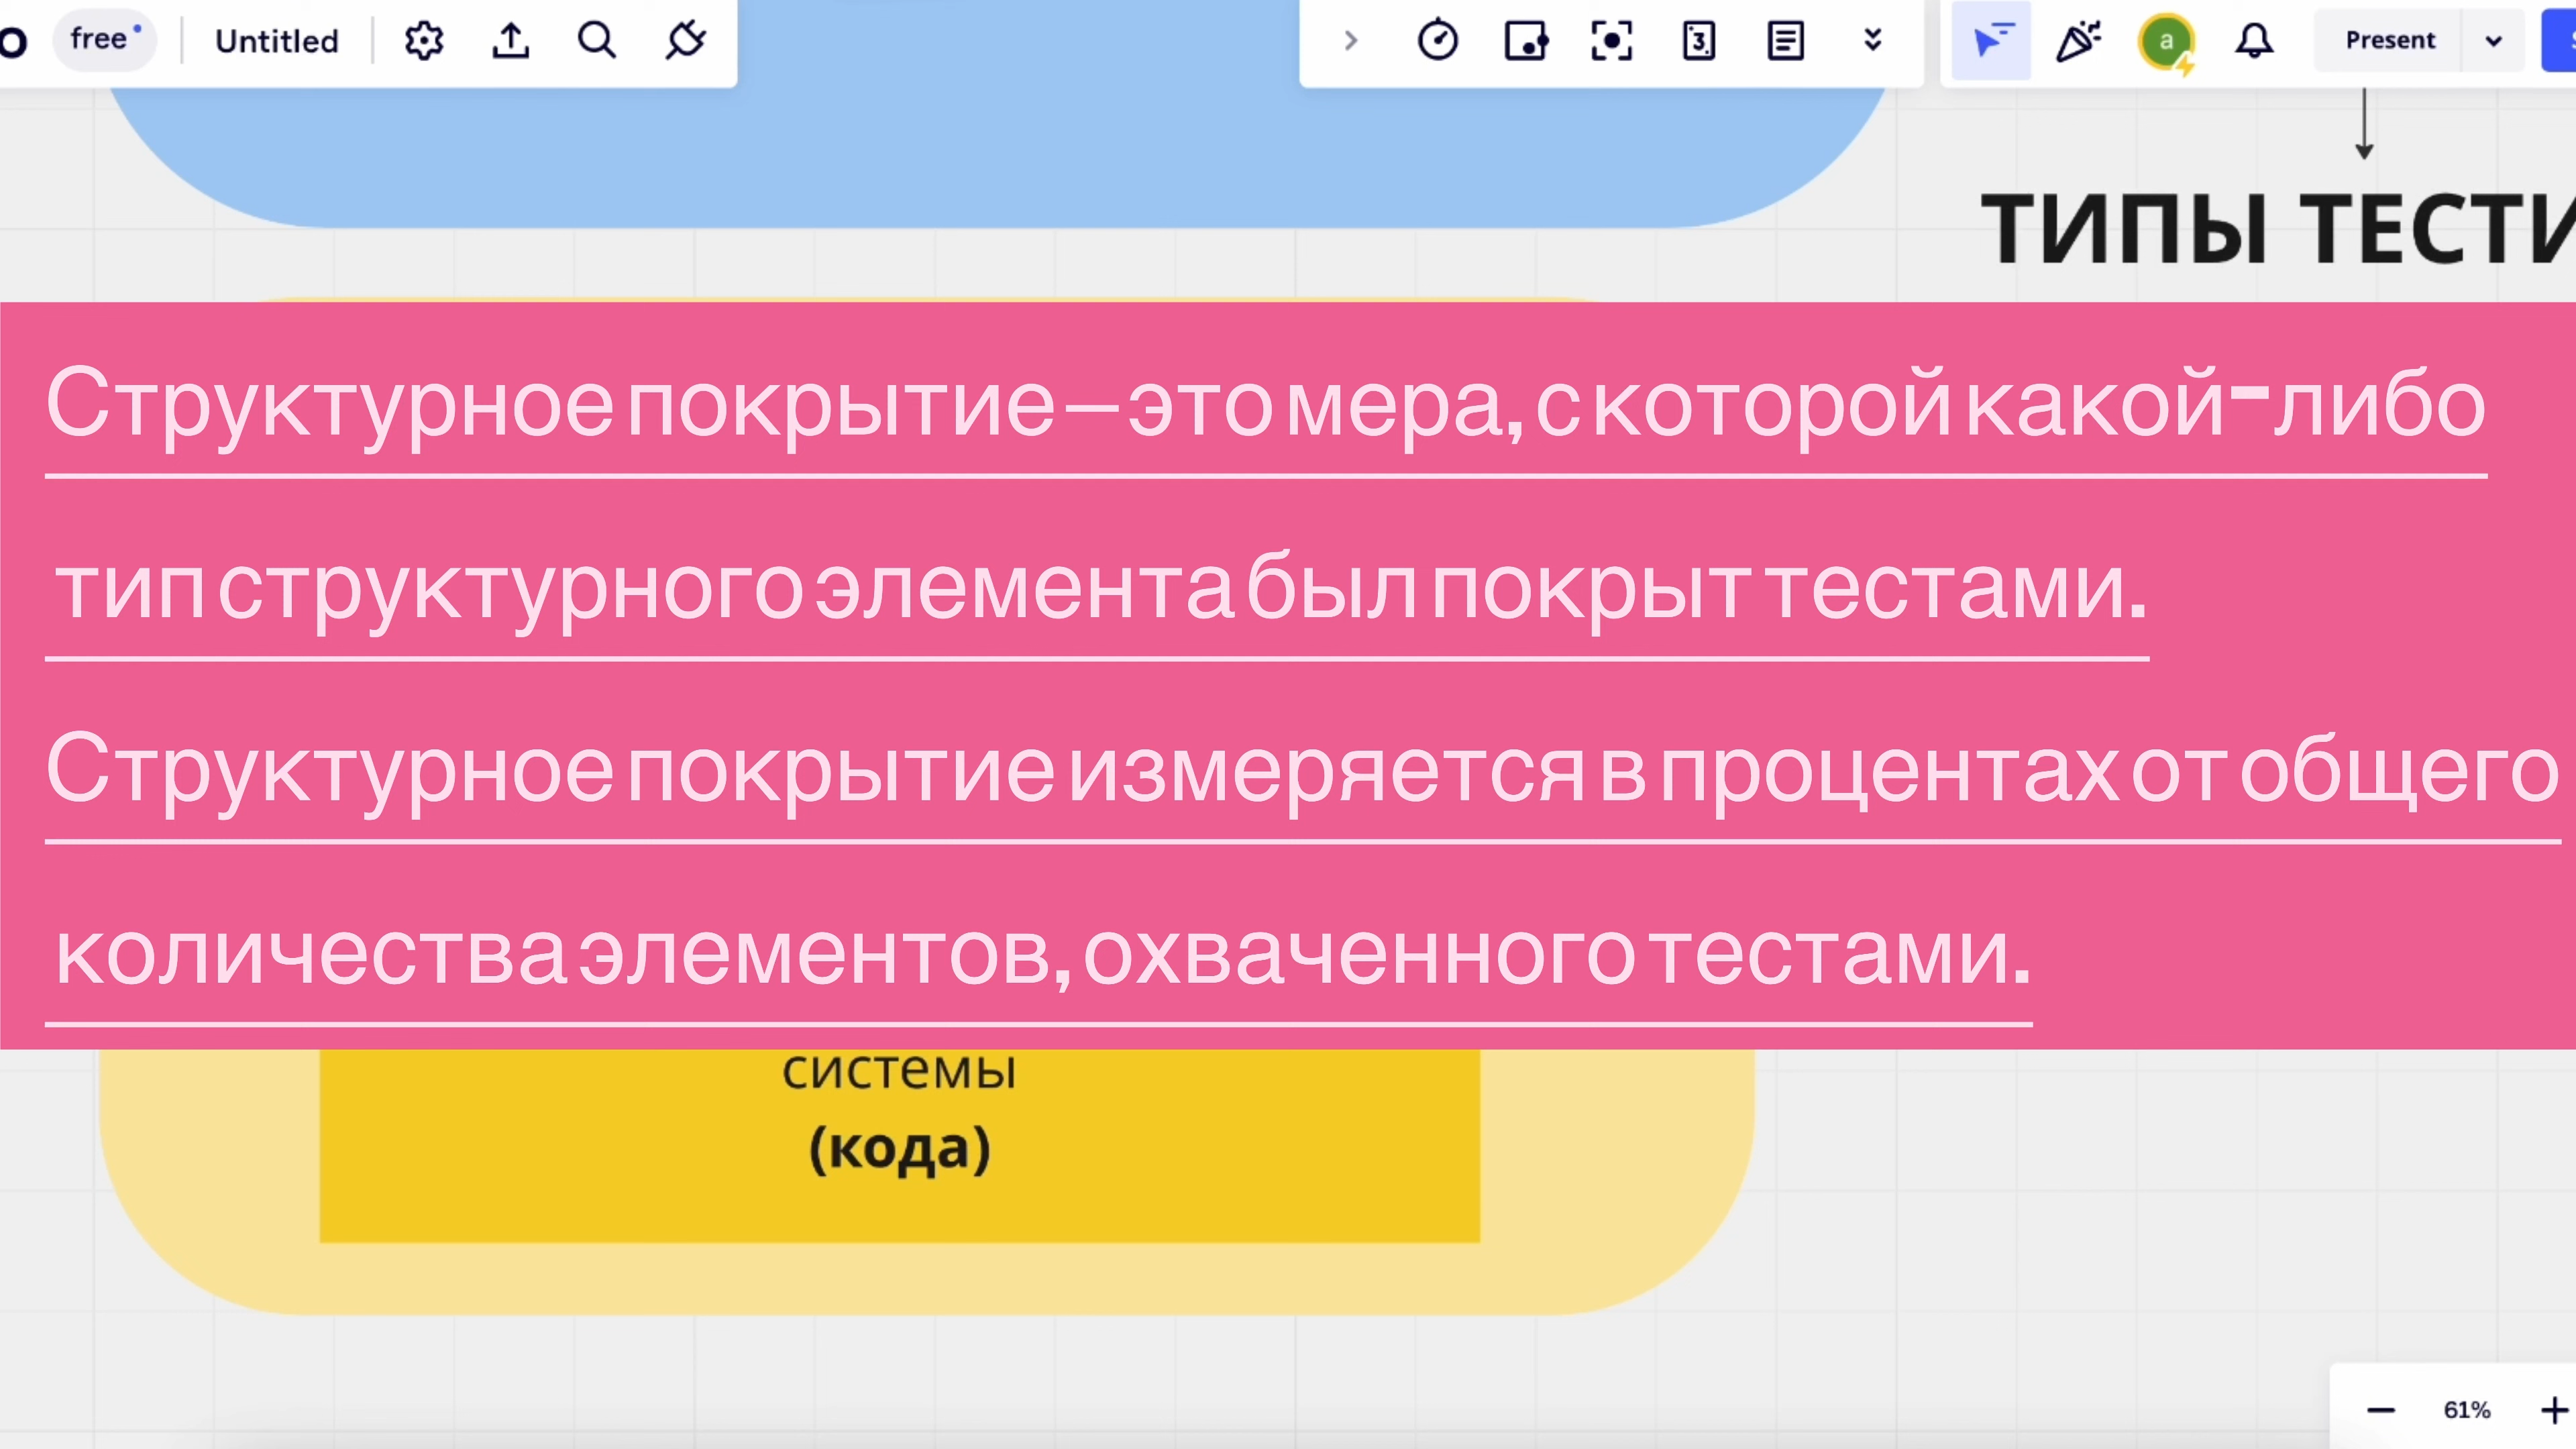 free
Untitled
Present
ТИПЫ ТЕСТИ
Структурное покрытие – это мера, с которой какой-либо
тип структурного элемента был покрыт тестами.
Структурное покрытие измеряется в процентах от общего
количества элементов, охваченного тестами.
системы
(кода)
61%